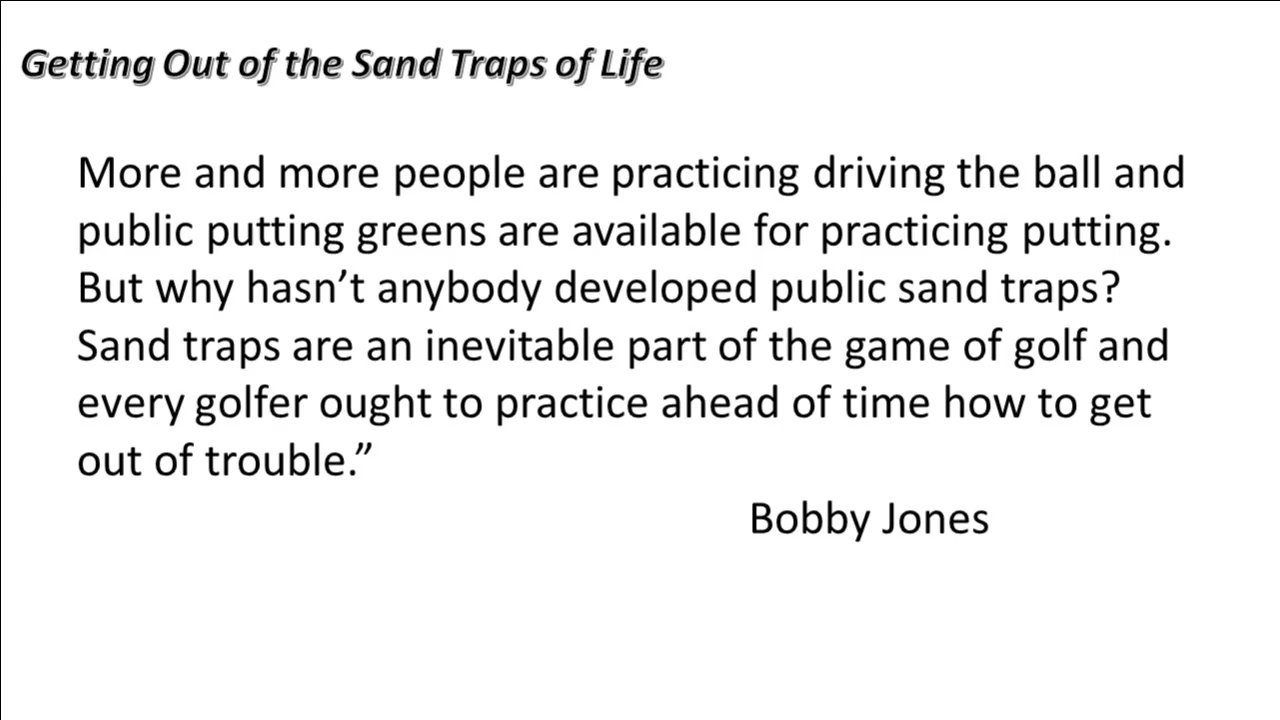 Getting Out of the Sand Traps of Life
More and more people are practicing driving the ball and
public putting greens are available for practicing putting.
But why hasn’t anybody developed public sand traps?
Sand traps are an inevitable part of the game of golf and
every golfer ought to practice ahead of time how to get
out of trouble.”
Bobby Jones